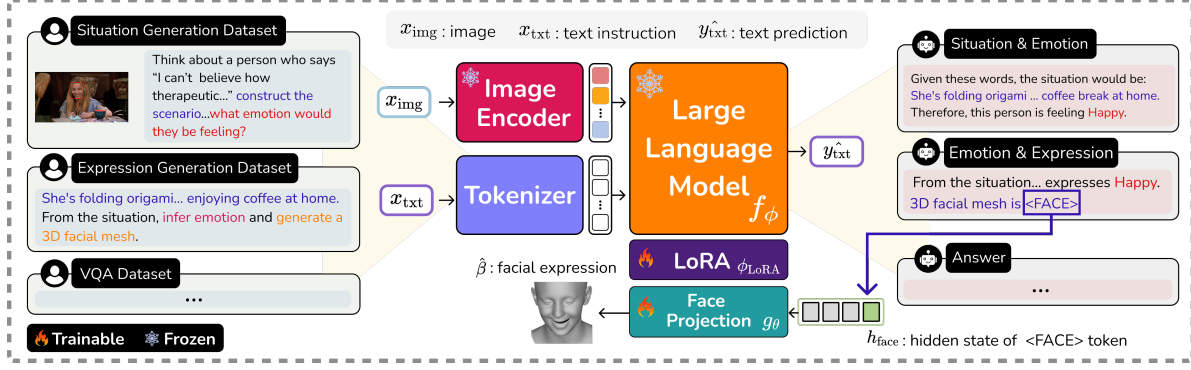 Situation Generation Dataset
Think about a person who says
“I can’t believe how
therapeutic...” construct the
scenario...what emotion would
they be feeling?
Expression Generation Dataset
She's folding origami... enjoying coffee at home.
From the situation, infer emotion and generate a
3D facial mesh.
VQA Dataset
...
Trainable
Frozen
x_img : image
x_txt : text instruction
ŷ_txt : text prediction
x_img
Image
Encoder
x_txt
Tokenizer
Large
Language
Model
f_ϕ
LoRA ϕ_LoRA
Face
Projection g_θ
β̂ : facial expression
ŷ_txt
Situation & Emotion
Given these words, the situation would be:
She's folding origami ... coffee break at home.
Therefore, this person is feeling Happy.
Emotion & Expression
From the situation... expresses Happy.
3D facial mesh is <FACE>
Answer
...
h_face : hidden state of <FACE> token